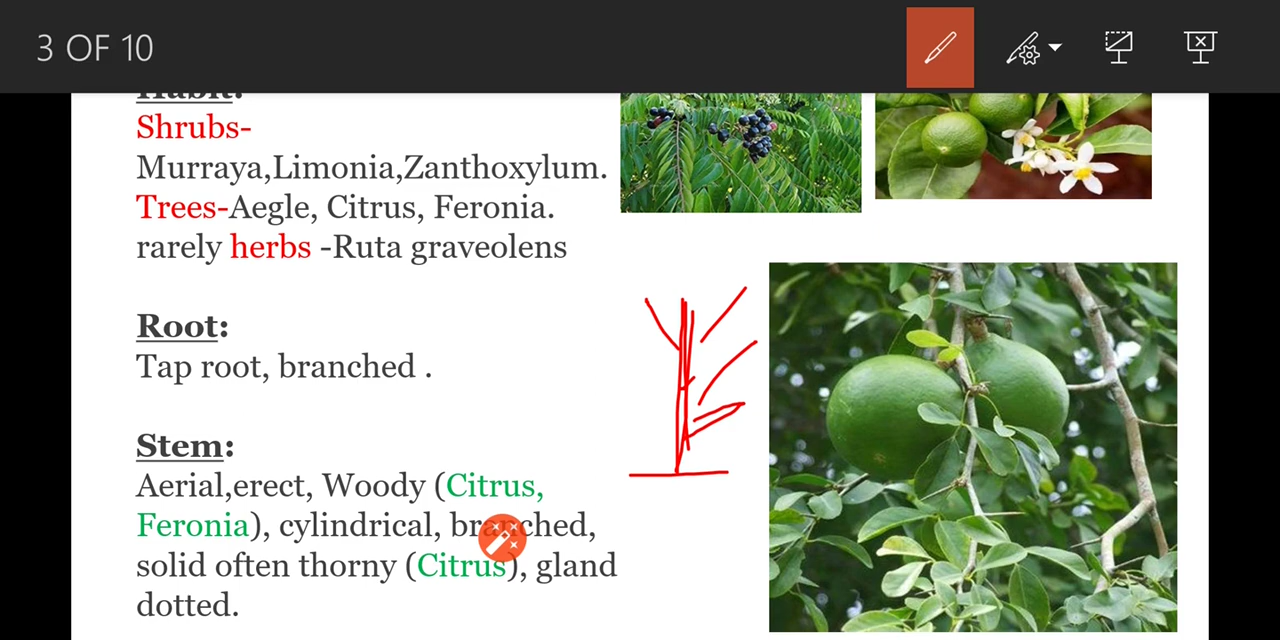 3 OF 10
Habit:
Shrubs-
Murraya,Limonia,Zanthoxylum.
Trees-Aegle, Citrus, Feronia.
rarely herbs -Ruta graveolens
Root:
Tap root, branched .
Stem:
Aerial,erect, Woody (Citrus,
Feronia), cylindrical, branched,
solid often thorny (Citrus), gland
dotted.